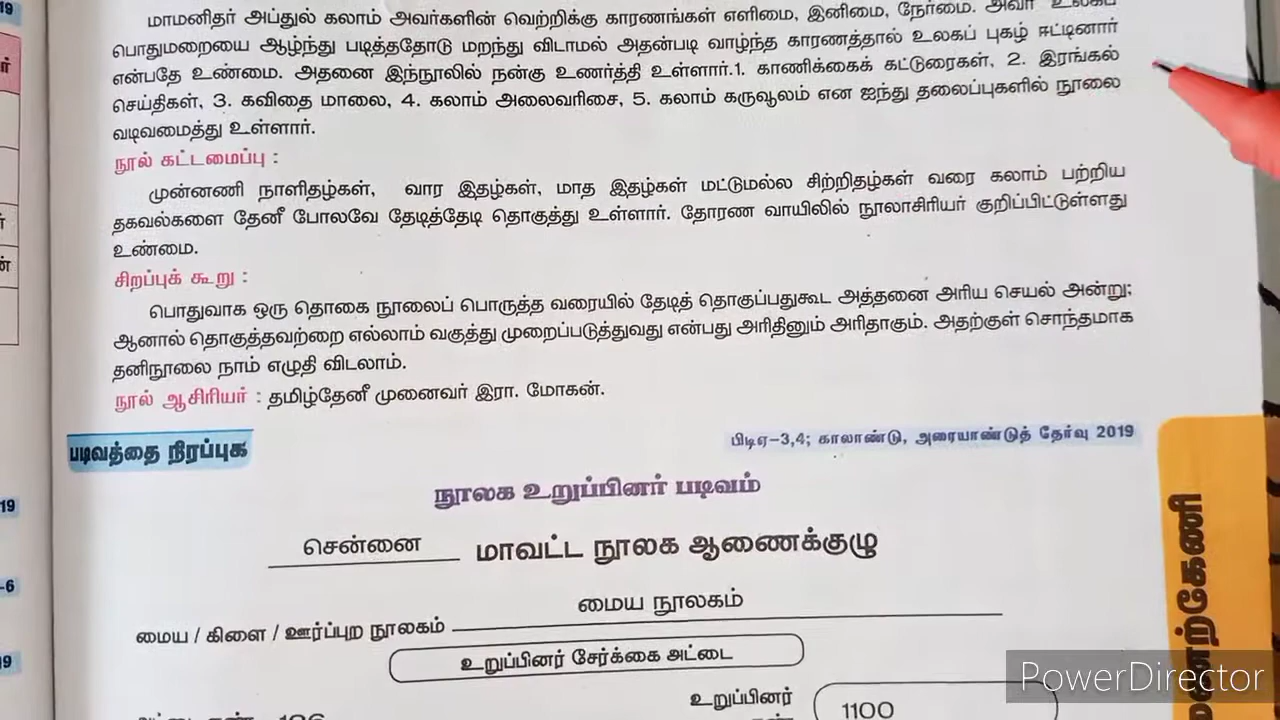 19
மாமனிதர் அப்துல் கலாம் அவர்களின் வெற்றிக்கு காரணங்கள் எளிமை, இனிமை, நேர்மை. அவர் உலகப்
பொதுமறையை ஆழ்ந்து படித்ததோடு மறந்து விடாமல் அதன்படி வாழ்ந்த காரணத்தால் உலகப் புகழ் ஈட்டினார்
என்பதே உண்மை. அதனை இந்நூலில் நன்கு உணர்த்தி உள்ளார்.1. காணிக்கைக் கட்டுரைகள், 2. இரங்கல்
செய்திகள், 3. கவிதை மாலை, 4. கலாம் அலைவரிசை, 5. கலாம் கருவூலம் என ஐந்து தலைப்புகளில் நூலை
வடிவமைத்து உள்ளார்.
நூல் கட்டமைப்பு :
முன்னணி நாளிதழ்கள், வார இதழ்கள், மாத இதழ்கள் மட்டுமல்ல சிற்றிதழ்கள் வரை கலாம் பற்றிய
தகவல்களை தேனீ போலவே தேடித்தேடி தொகுத்து உள்ளார். தோரண வாயிலில் நூலாசிரியர் குறிப்பிட்டுள்ளது
உண்மை.
சிறப்புக் கூறு :
பொதுவாக ஒரு தொகை நூலைப் பொருத்த வரையில் தேடித் தொகுப்பதுகூட அத்தனை அரிய செயல் அன்று;
ஆனால் தொகுத்தவற்றை எல்லாம் வகுத்து முறைப்படுத்துவது என்பது அரிதினும் அரிதாகும். அதற்குள் சொந்தமாக
தனிநூலை நாம் எழுதி விடலாம்.
நூல் ஆசிரியர் : தமிழ்தேனீ முனைவர் இரா. மோகன்.
படிவத்தை நிரப்புக
பிடிஏ-3,4; காலாண்டு, அரையாண்டுத் தேர்வு 2019
நூலக உறுப்பினர் படிவம்
19
சென்னை மாவட்ட நூலக ஆணைக்குழு
-6
மைய / கிளை / ஊர்ப்புற நூலகம் மைய நூலகம்
உறுப்பினர் சேர்க்கை அட்டை
19
உறுப்பினர்
1100
PowerDirector